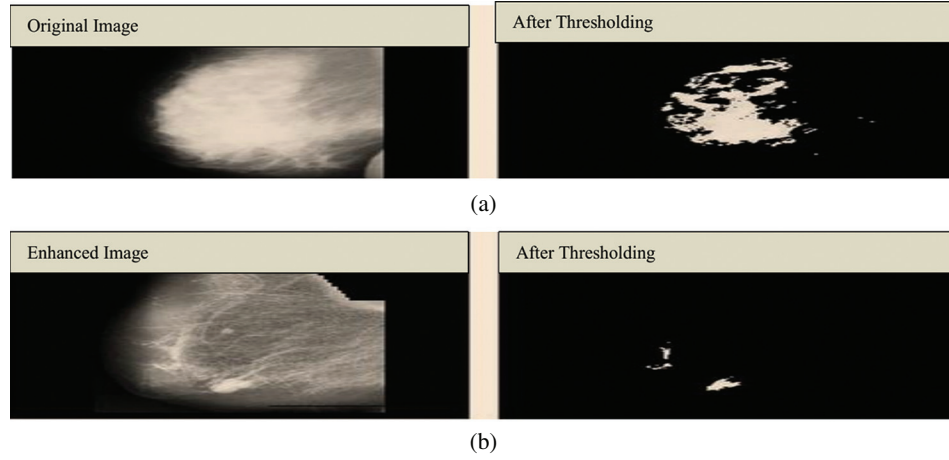 Original Image
After Thresholding
(a)
Enhanced Image
After Thresholding
(b)